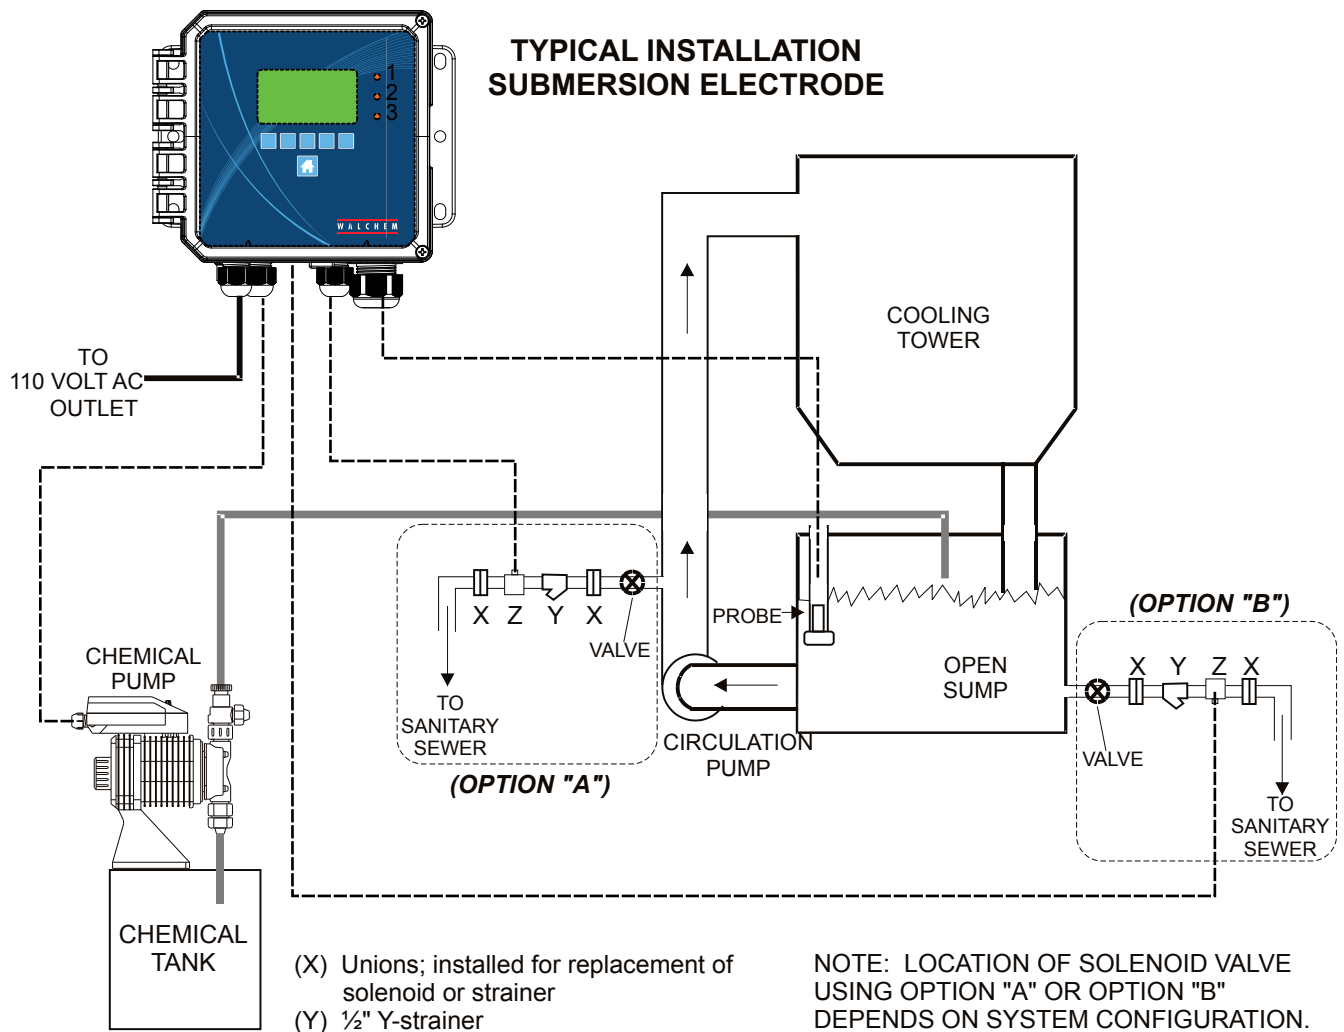 TYPICAL INSTALLATION
SUBMERSION ELECTRODE
1
2
3
WALCHEM
TO
110 VOLT AC
OUTLET
COOLING
TOWER
X Z Y X
VALVE
TO
SANITARY
SEWER
(OPTION "A")
PROBE
OPEN
SUMP
CIRCULATION
PUMP
(OPTION "B")
X Y Z X
VALVE
TO
SANITARY
SEWER
CHEMICAL
PUMP
CHEMICAL
TANK
(X) Unions; installed for replacement of
solenoid or strainer
(Y) ½" Y-strainer
NOTE: LOCATION OF SOLENOID VALVE
USING OPTION "A" OR OPTION "B"
DEPENDS ON SYSTEM CONFIGURATION.